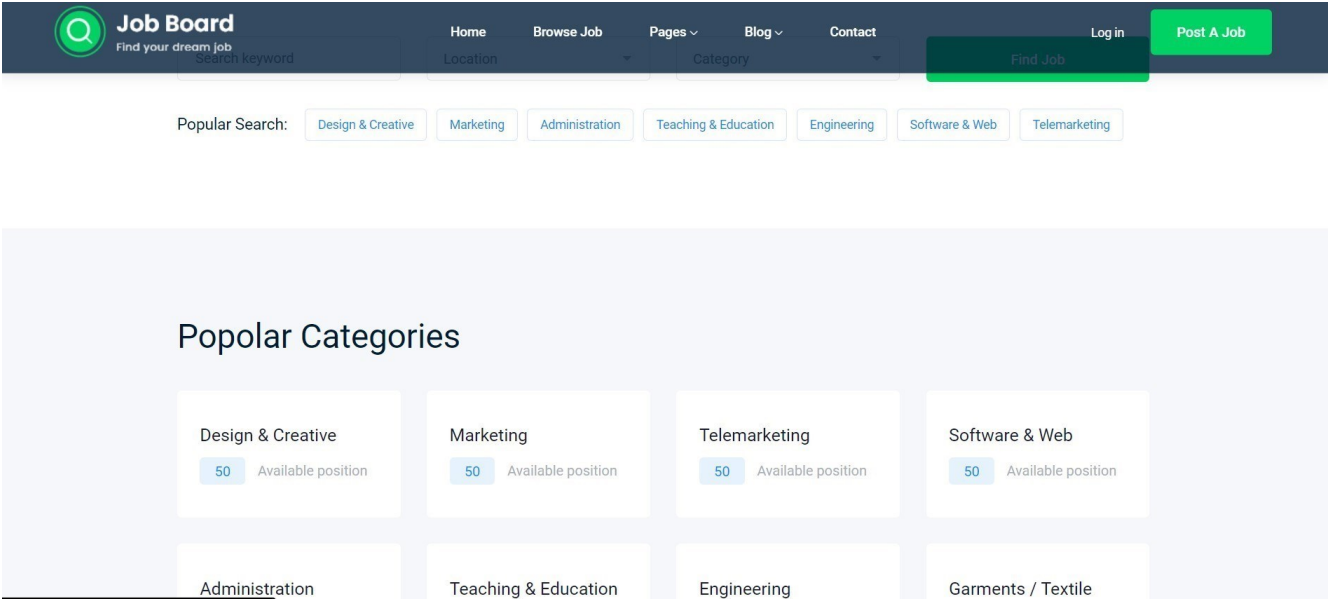 Job Board
Find your dream job
Home Browse Job Pages Blog Contact Log in Post A Job
Search keyword Location Category Find Job
Popular Search: Design & Creative Marketing Administration Teaching & Education Engineering Software & Web Telemarketing
Popolar Categories
Design & Creative Marketing Telemarketing Software & Web
50 Available position 50 Available position 50 Available position 50 Available position
Administration Teaching & Education Engineering Garments / Textile